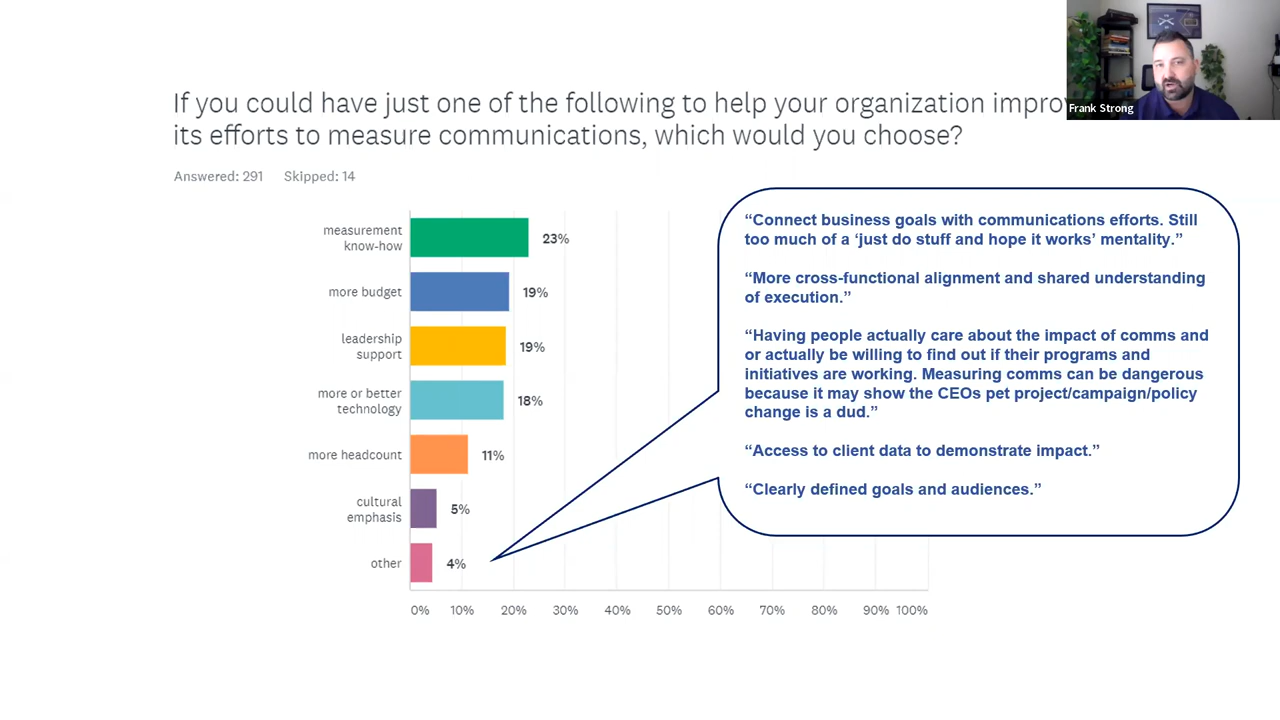 If you could have just one of the following to help your organization impro
its efforts to measure communications, which would you choose?
Frank Strong
Answered: 291 Skipped: 14
measurement
know-how
23%
more budget
19%
leadership
support
19%
more or better
technology
18%
more headcount
11%
cultural
emphasis
5%
other
4%
0% 10% 20% 30% 40% 50% 60% 70% 80% 90% 100%
“Connect business goals with communications efforts. Still
too much of a ‘just do stuff and hope it works’ mentality.”
“More cross-functional alignment and shared understanding
of execution.”
“Having people actually care about the impact of comms and
or actually be willing to find out if their programs and
initiatives are working. Measuring comms can be dangerous
because it may show the CEOs pet project/campaign/policy
change is a dud.”
“Access to client data to demonstrate impact.”
“Clearly defined goals and audiences.”